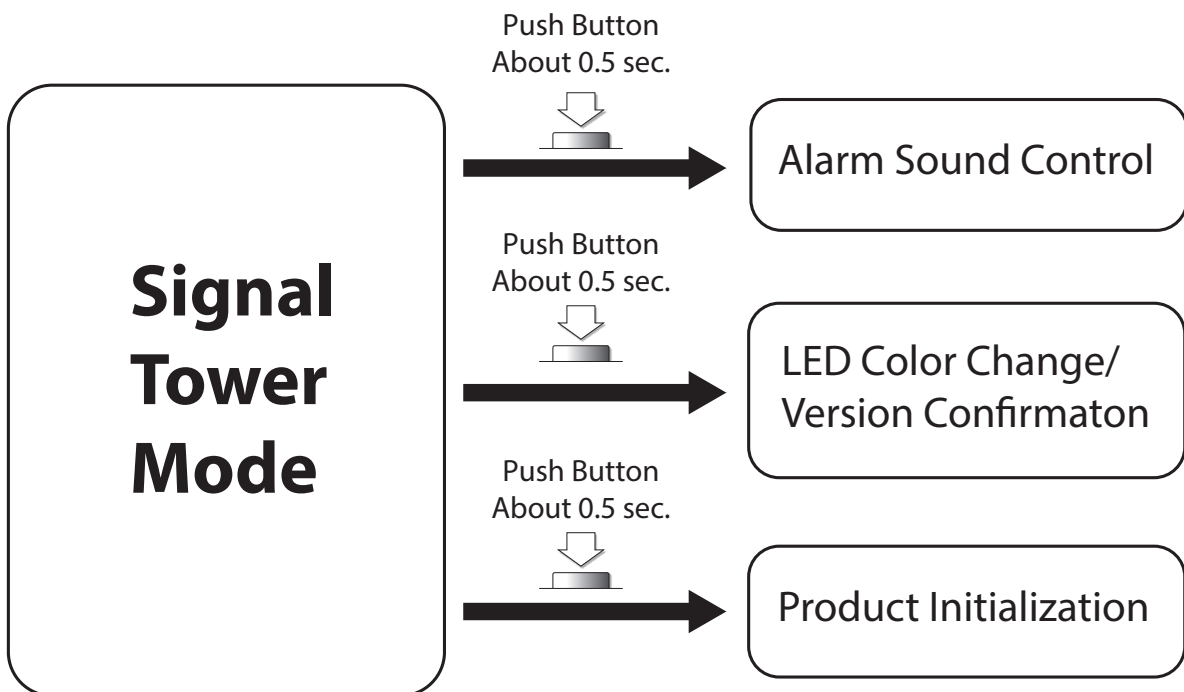 Signal
Tower
Mode
Push Button
About 0.5 sec.
Alarm Sound Control
Push Button
About 0.5 sec.
LED Color Change/
Version Confirmaton
Push Button
About 0.5 sec.
Product Initialization